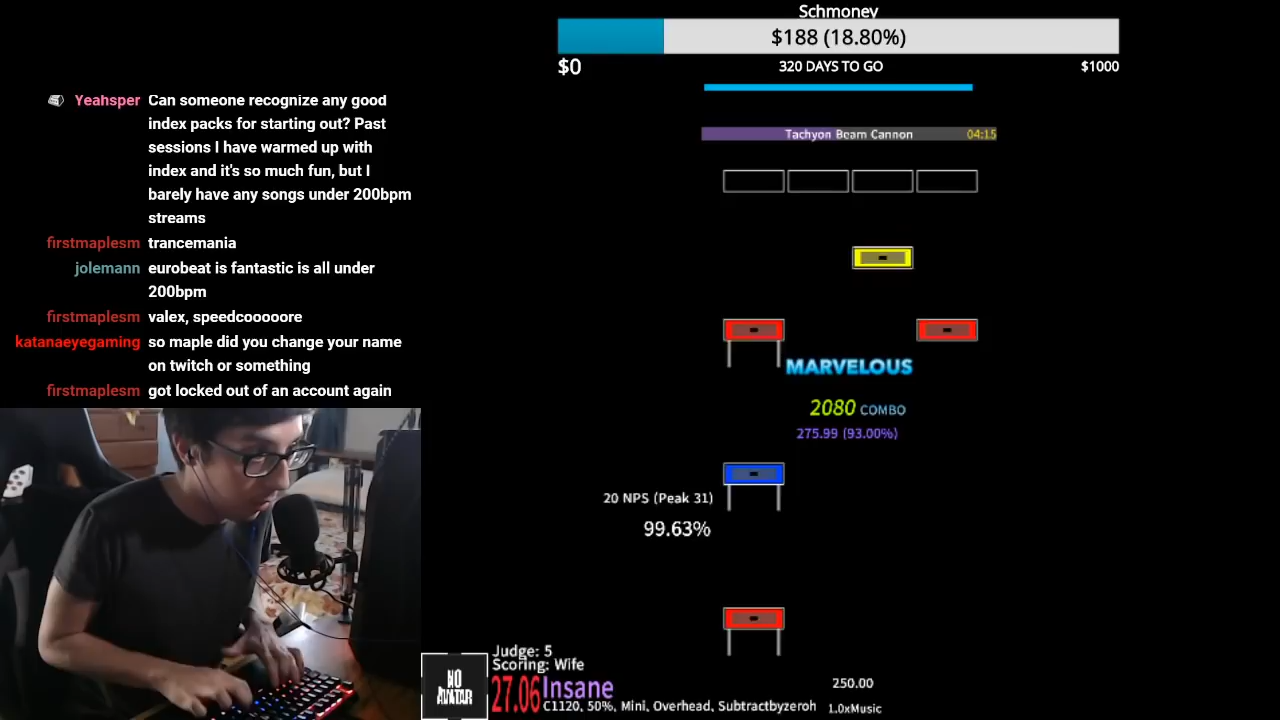 Schmoney
$188 (18.80%)
$0
320 DAYS TO GO
$1000
Tachyon Beam Cannon
04:15
Yeahsper Can someone recognize any good
index packs for starting out? Past
sessions I have warmed up with
index and it's so much fun, but I
barely have any songs under 200bpm
streams
firstmaplesm trancemania
jolemann eurobeat is fantastic is all under
200bpm
firstmaplesm valex, speedcooooore
katanaeyegaming so maple did you change your name
on twitch or something
firstmaplesm got locked out of an account again
MARVELOUS
2080 COMBO
275.99 (93.00%)
20 NPS (Peak 31)
99.63%
NO
AVATAR
Judge: 5
Scoring: Wife
27.06 Insane
C1120, 50%, Mini, Overhead, Subtractbyzeroh
250.00
1.0xMusic